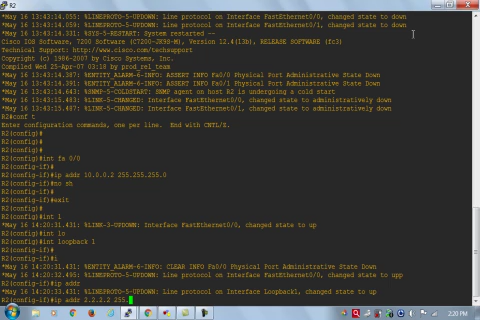 R2
*May 16 13:43:14.055: %LINEPROTO-5-UPDOWN: Line protocol on Interface FastEthernet0/0, changed state to down
*May 16 13:43:14.059: %LINEPROTO-5-UPDOWN: Line protocol on Interface FastEthernet0/1, changed state to down
*May 16 13:43:14.331: %SYS-5-RESTART: System restarted --
Cisco IOS Software, 7200 Software (C7200-JK9S-M), Version 12.4(13b), RELEASE SOFTWARE (fc3)
Technical Support: http://www.cisco.com/techsupport
Copyright (c) 1986-2007 by Cisco Systems, Inc.
Compiled Wed 25-Apr-07 03:18 by prod_rel_team
*May 16 13:43:14.387: %ENTITY_ALARM-6-INFO: ASSERT INFO Fa0/0 Physical Port Administrative State Down
*May 16 13:43:14.391: %ENTITY_ALARM-6-INFO: ASSERT INFO Fa0/1 Physical Port Administrative State Down
*May 16 13:43:14.643: %SNMP-5-COLDSTART: SNMP agent on host R2 is undergoing a cold start
*May 16 13:43:15.483: %LINK-5-CHANGED: Interface FastEthernet0/0, changed state to administratively down
*May 16 13:43:15.487: %LINK-5-CHANGED: Interface FastEthernet0/1, changed state to administratively down
R2#conf t
Enter configuration commands, one per line.  End with CNTL/Z.
R2(config)#
R2(config)#
R2(config)#
R2(config)#int fa 0/0
R2(config-if)#
R2(config-if)#ip addr 10.0.0.2 255.255.255.0
R2(config-if)#no sh
R2(config-if)#
R2(config-if)#exit
R2(config)#
R2(config)#int l
*May 16 14:20:31.431: %LINK-3-UPDOWN: Interface FastEthernet0/0, changed state to up
R2(config)#int lo
R2(config)#int loopback 1
R2(config-if)#
R2(config-if)#i
*May 16 14:20:31.431: %ENTITY_ALARM-6-INFO: CLEAR INFO Fa0/0 Physical Port Administrative State Down
*May 16 14:20:32.495: %LINEPROTO-5-UPDOWN: Line protocol on Interface FastEthernet0/0, changed state to upp
R2(config-if)#ip addr
*May 16 14:20:33.431: %LINEPROTO-5-UPDOWN: Line protocol on Interface Loopback1, changed state to up
R2(config-if)#ip addr 2.2.2.2 255.
2:20 PM